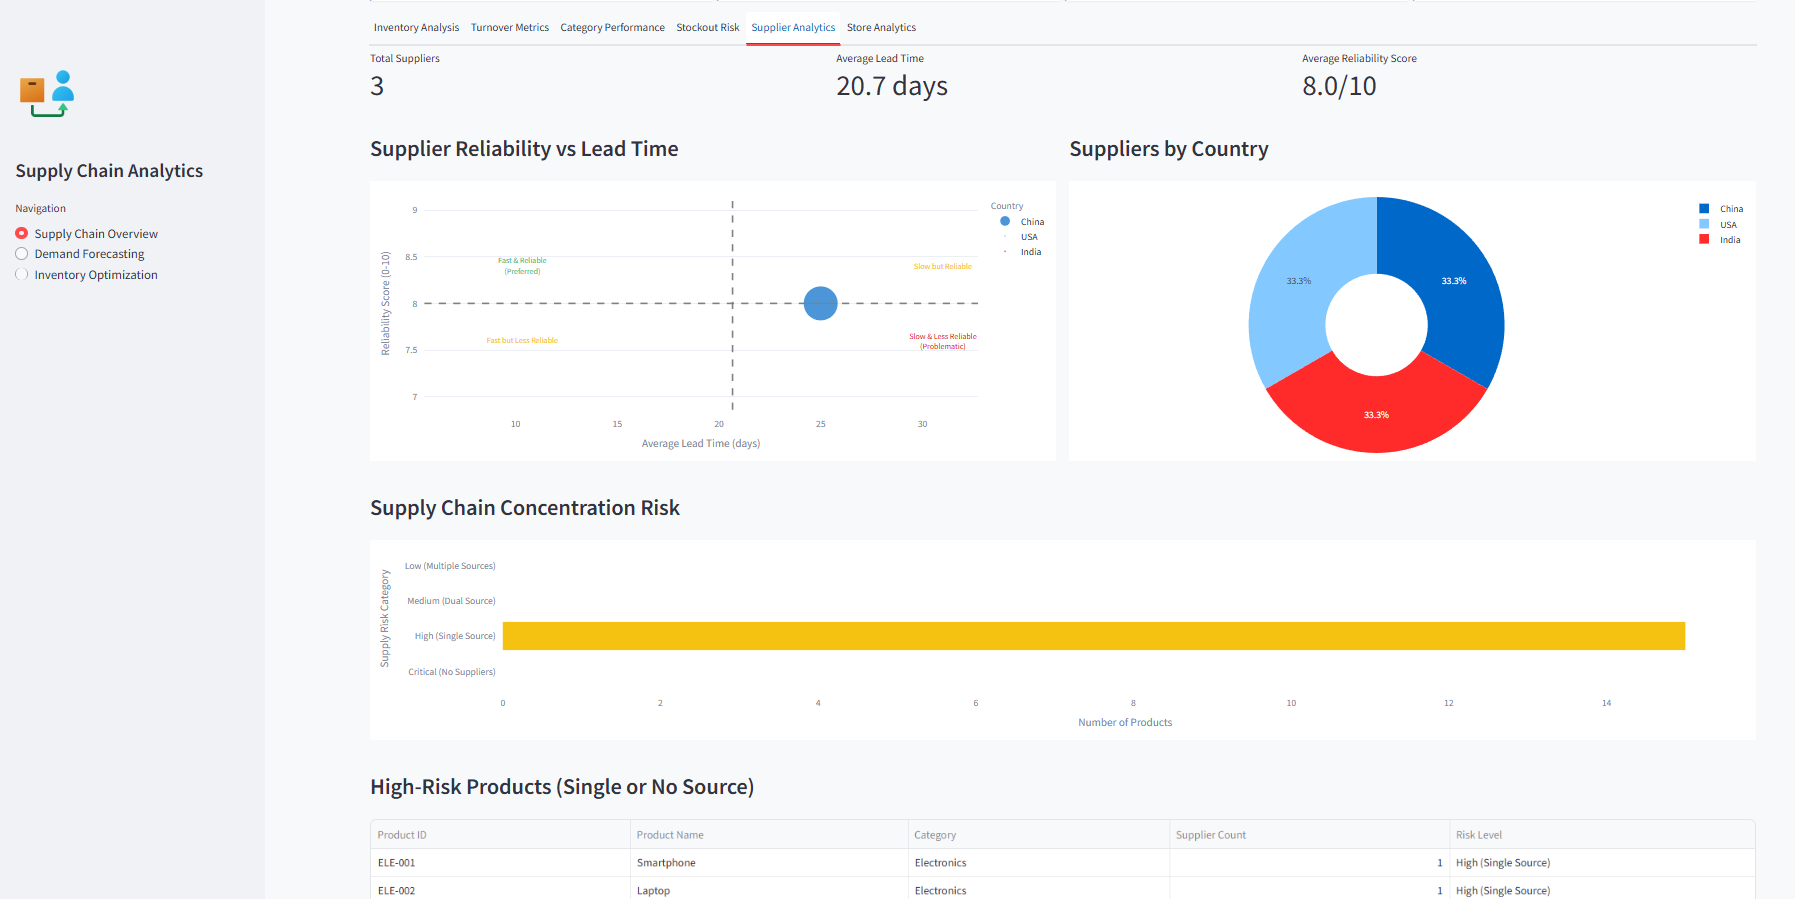 Inventory Analysis Turnover Metrics Category Performance Stockout Risk Supplier Analytics Store Analytics
Supply Chain Analytics
Navigation
Supply Chain Overview
Demand Forecasting
Inventory Optimization
Total Suppliers
3
Average Lead Time
20.7 days
Average Reliability Score
8.0/10
Supplier Reliability vs Lead Time
Reliability Score (0-10)
9
8.5
8
7.5
7
Fast & Reliable
(Preferred)
Slow but Reliable
Fast but Less Reliable
Slow & Less Reliable
(Problematic)
10 15 20 25 30
Average Lead Time (days)
Country
China
USA
India
Suppliers by Country
33.3%
33.3%
33.3%
China
USA
India
Supply Chain Concentration Risk
Supply Risk Category
Low (Multiple Sources)
Medium (Dual Source)
High (Single Source)
Critical (No Suppliers)
0 2 4 6 8 10 12 14
Number of Products
High-Risk Products (Single or No Source)
Product ID Product Name Category Supplier Count Risk Level
ELE-001 Smartphone Electronics 1 High (Single Source)
ELE-002 Laptop Electronics 1 High (Single Source)